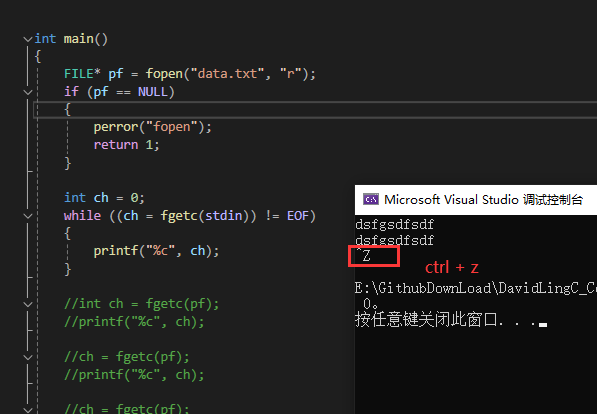 int main()
{
FILE* pf = fopen("data.txt", "r");
if (pf == NULL)
{
perror("fopen");
return 1;
}
int ch = 0;
while ((ch = fgetc(stdin)) != EOF)
{
printf("%c", ch);
}
//int ch = fgetc(pf);
//printf("%c", ch);
//ch = fgetc(pf);
//printf("%c", ch);
//ch = fgetc(pf);
Microsoft Visual Studio 调试控制台
dsfgsdfsdf
dsfgsdfsdf
^Z
ctrl + z
E:\GithubDownLoad\DavidLingC_Co
0。
按任意键关闭此窗口. . .